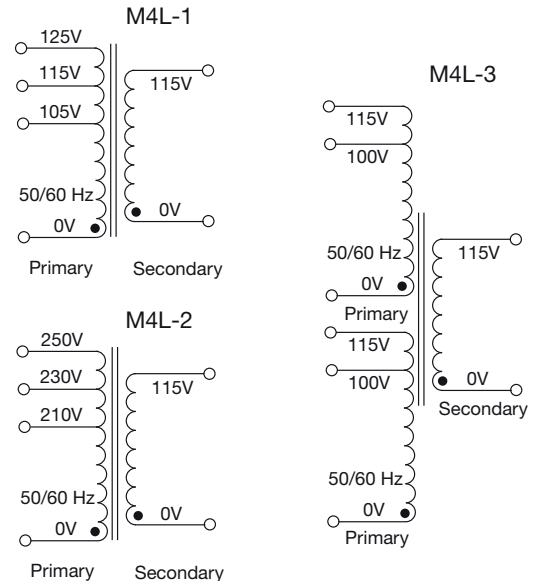 M4L-1
125V
115V
105V
50/60 Hz
0V
Primary
115V
0V
Secondary
M4L-2
250V
230V
210V
50/60 Hz
0V
Primary
115V
0V
Secondary
M4L-3
115V
100V
50/60 Hz
0V
Primary
115V
100V
50/60 Hz
0V
Primary
115V
0V
Secondary